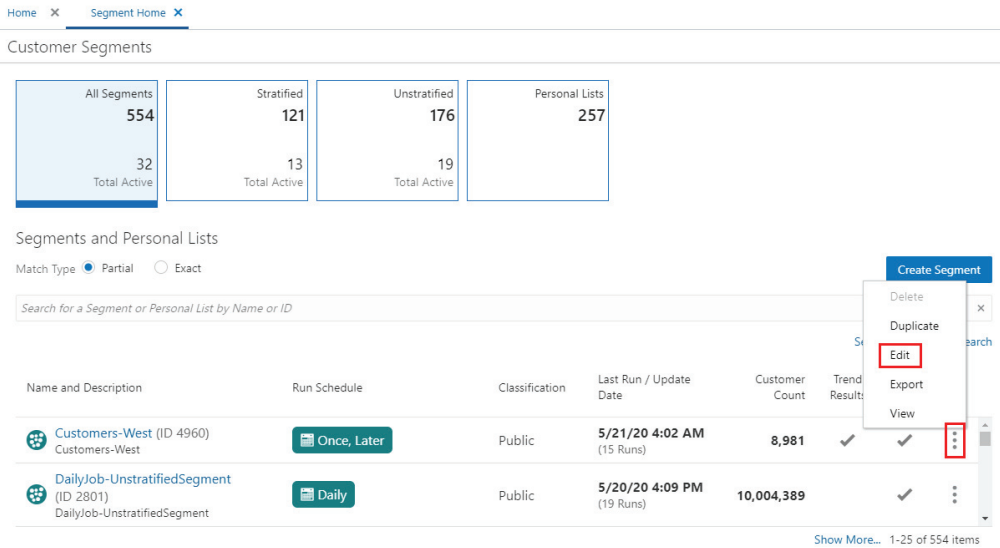 Home
Segment Home
Customer Segments
All Segments
554
32
Total Active
Stratified
121
13
Total Active
Unstratified
176
19
Total Active
Personal Lists
257
Segments and Personal Lists
Match Type Partial Exact
Create Segment
Search for a Segment or Personal List by Name or ID
Delete
Duplicate
Edit
Export
View
Name and Description
Run Schedule
Classification
Last Run / Update
Date
Customer
Count
Trend
Results
Customers-West (ID 4960)
Customers-West
Once, Later
Public
5/21/20 4:02 AM
(15 Runs)
8,981
DailyJob-UnstratifiedSegment
(ID 2801)
DailyJob-UnstratifiedSegment
Daily
Public
5/20/20 4:09 PM
(19 Runs)
10,004,389
Show More... 1-25 of 554 items